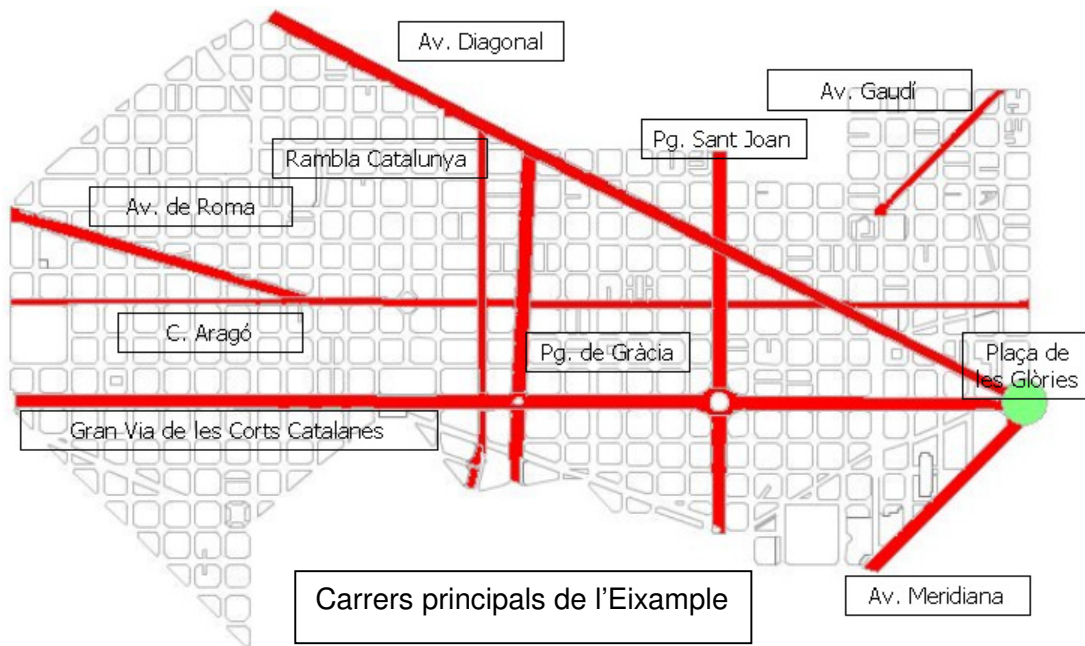 Av. Diagonal
Av. Gaudí
Pg. Sant Joan
Rambla Catalunya
Av. de Roma
C. Aragó
Pg. de Gràcia
Plaça de
les Glòries
Gran Via de les Corts Catalanes
Carrers principals de l’Eixample
Av. Meridiana